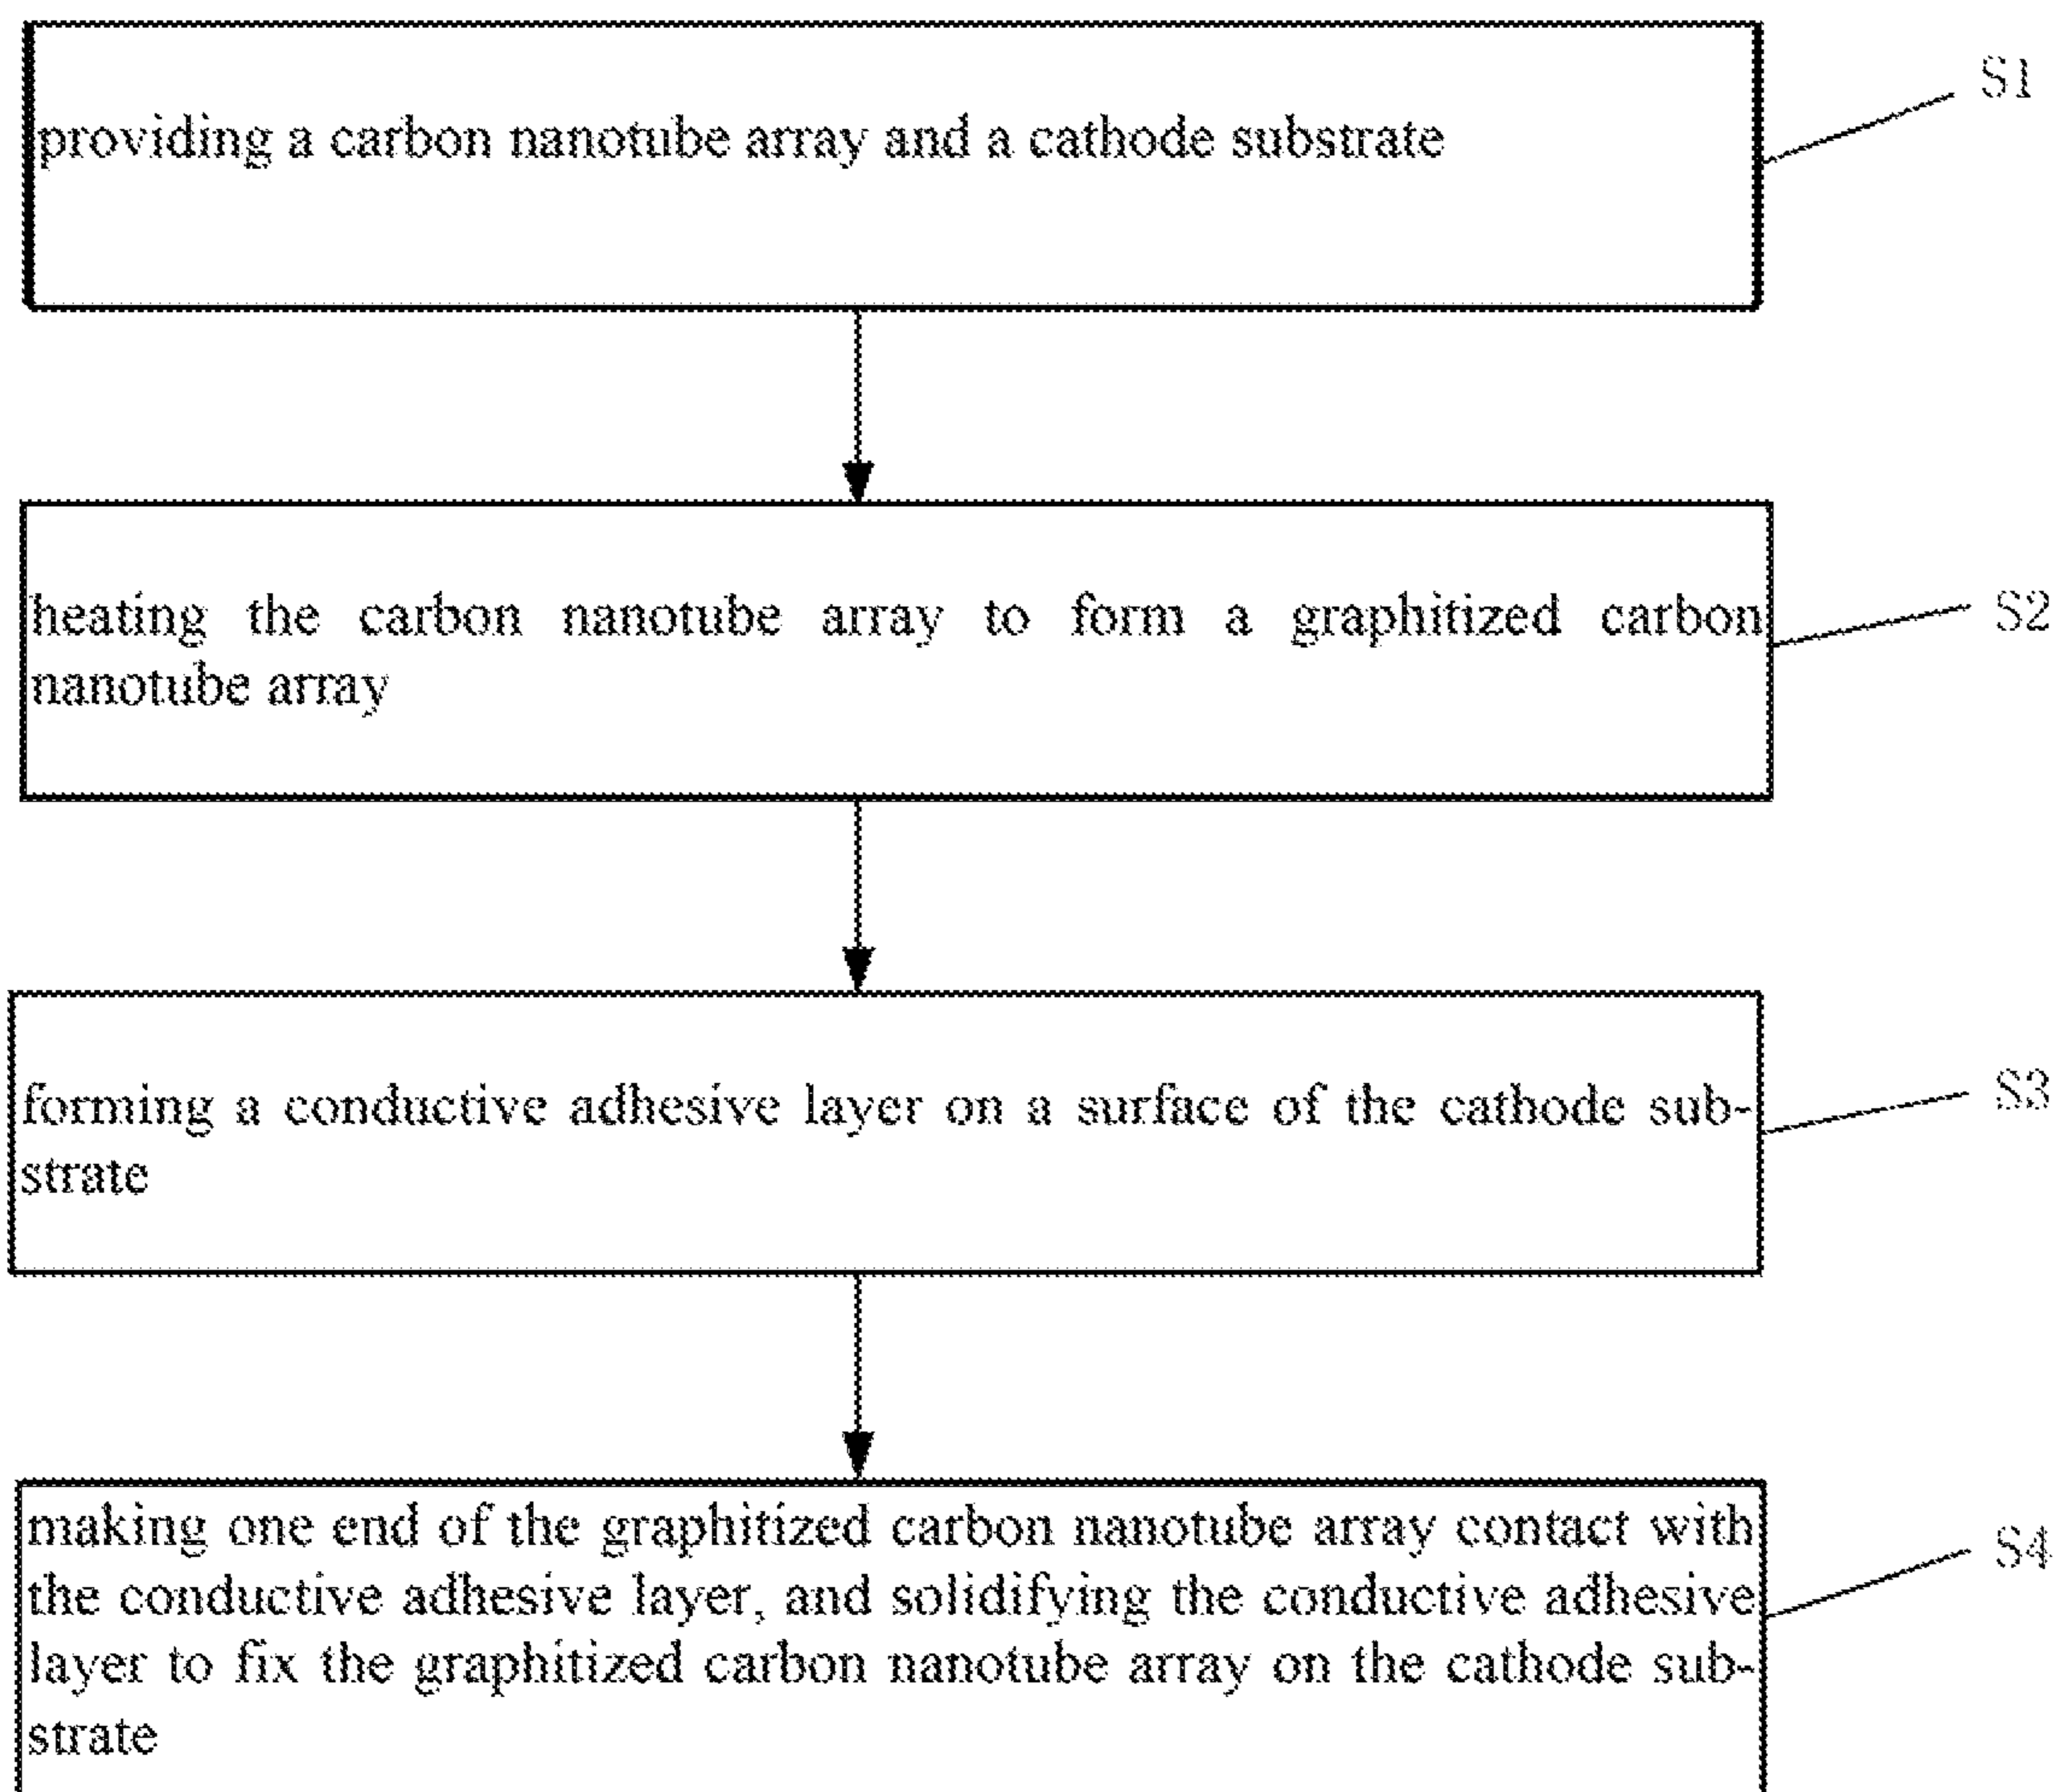 providing a carbon nanotube array and a cathode substrate
S1
heating the carbon nanotube array to form a graphitized carbon
nanotube array
S2
forming a conductive adhesive layer on a surface of the cathode sub-
strate
S3
making one end of the graphitized carbon nanotube array contact with
the conductive adhesive layer, and solidifying the conductive adhesive
layer to fix the graphitized carbon nanotube array on the cathode sub-
strate
S4